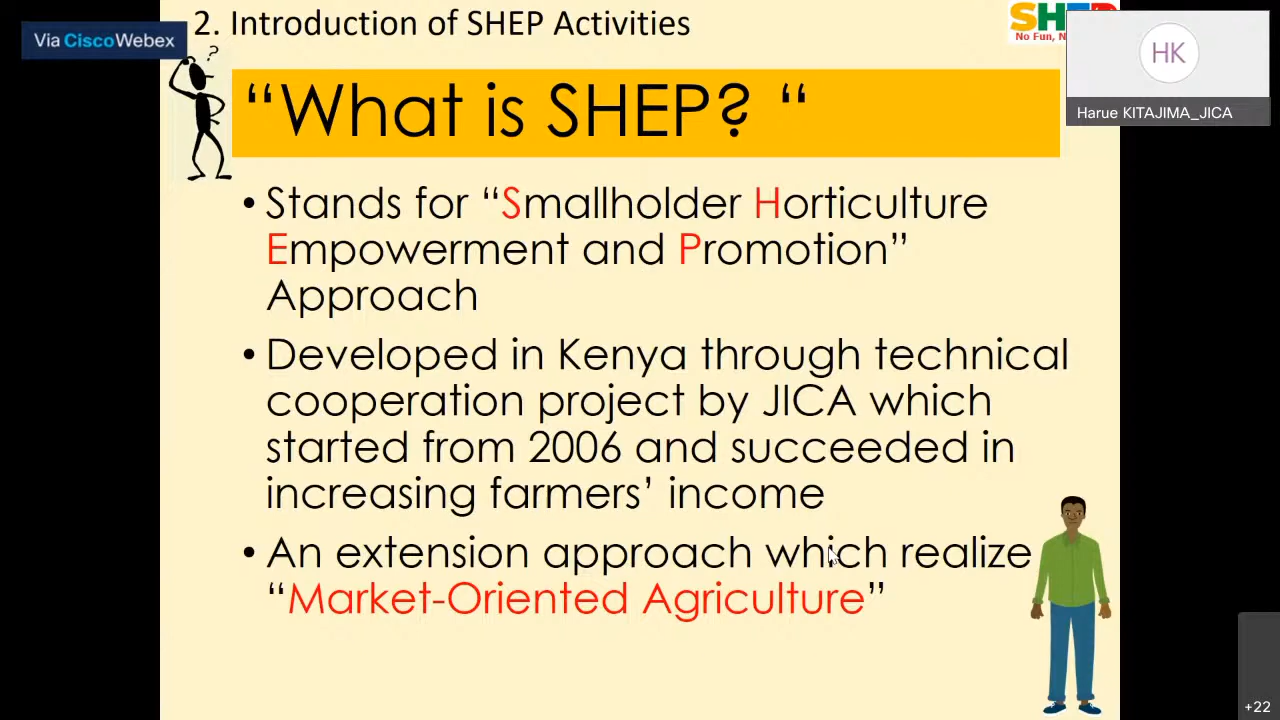 2. Introduction of SHEP Activities
Via CiscoWebex
SHEP
No Fun, N
HK
Harue KITAJIMA_JICA
?
“What is SHEP? “
• Stands for “Smallholder Horticulture
Empowerment and Promotion”
Approach
• Developed in Kenya through technical
cooperation project by JICA which
started from 2006 and succeeded in
increasing farmers’ income
• An extension approach which realize
“Market-Oriented Agriculture”
+22